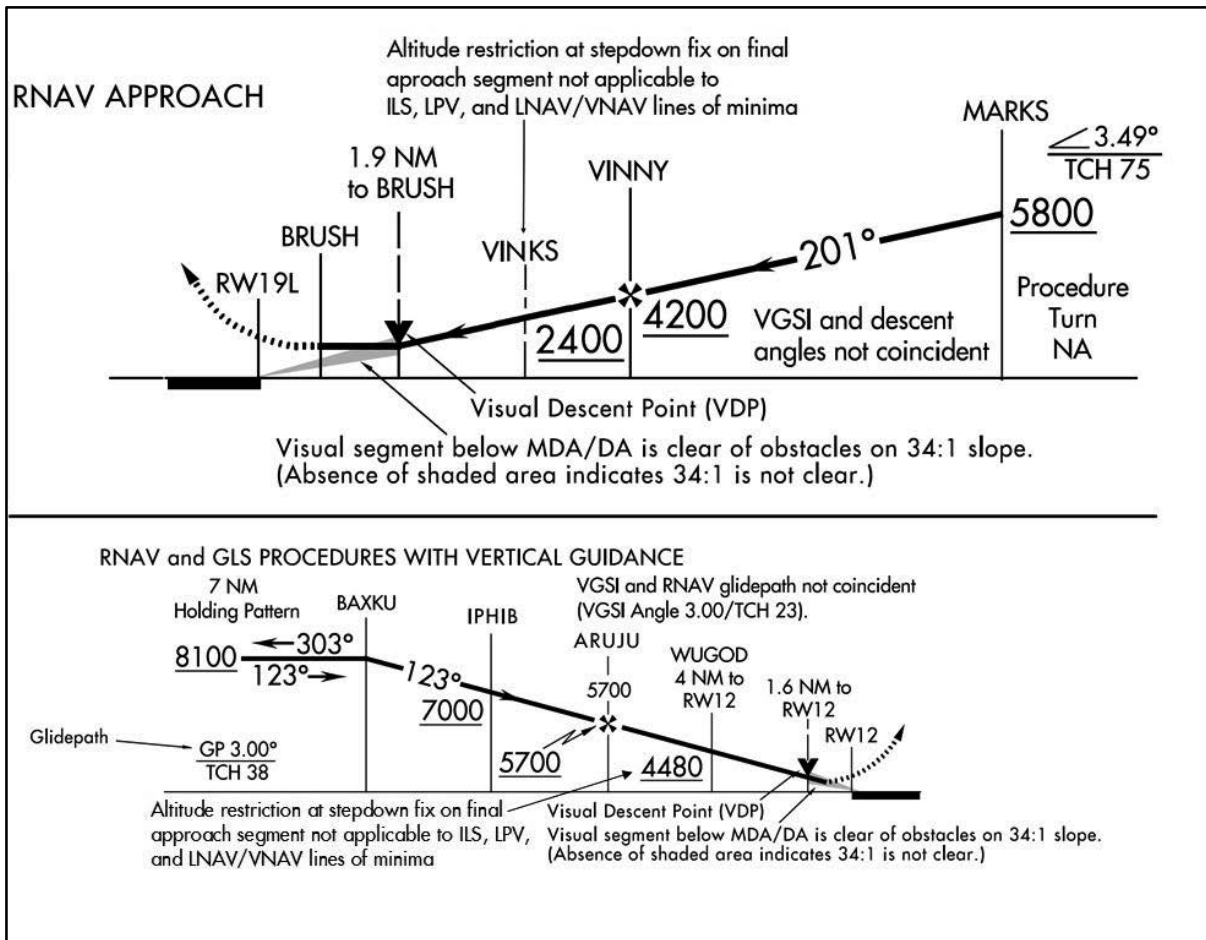 Altitude restriction at stepdown fix on final
aproach segment not applicable to
ILS, LPV, and LNAV/VNAV lines of minima
RNAV APPROACH
MARKS
3.49°
TCH 75
1.9 NM
to BRUSH
VINNY
5800
BRUSH
VINKS
201°
RW19L
Procedure
Turn
NA
2400
4200
VGSI and descent
angles not coincident
Visual Descent Point (VDP)
Visual segment below MDA/DA is clear of obstacles on 34:1 slope.
(Absence of shaded area indicates 34:1 is not clear.)
RNAV and GLS PROCEDURES WITH VERTICAL GUIDANCE
7 NM
Holding Pattern
BAXKU
IPHIB
VGSI and RNAV glidepath not coincident
(VGSI Angle 3.00/TCH 23).
ARUJU
WUGOD
4 NM to
RW12
1.6 NM to
RW12
RW12
8100
303°
123°
123°
7000
5700
5700
4480
Glidepath
GP 3.00°
TCH 38
Altitude restriction at stepdown fix on final
approach segment not applicable to ILS, LPV,
and LNAV/VNAV lines of minima
Visual Descent Point (VDP)
Visual segment below MDA/DA is clear of obstacles on 34:1 slope.
(Absence of shaded area indicates 34:1 is not clear.)